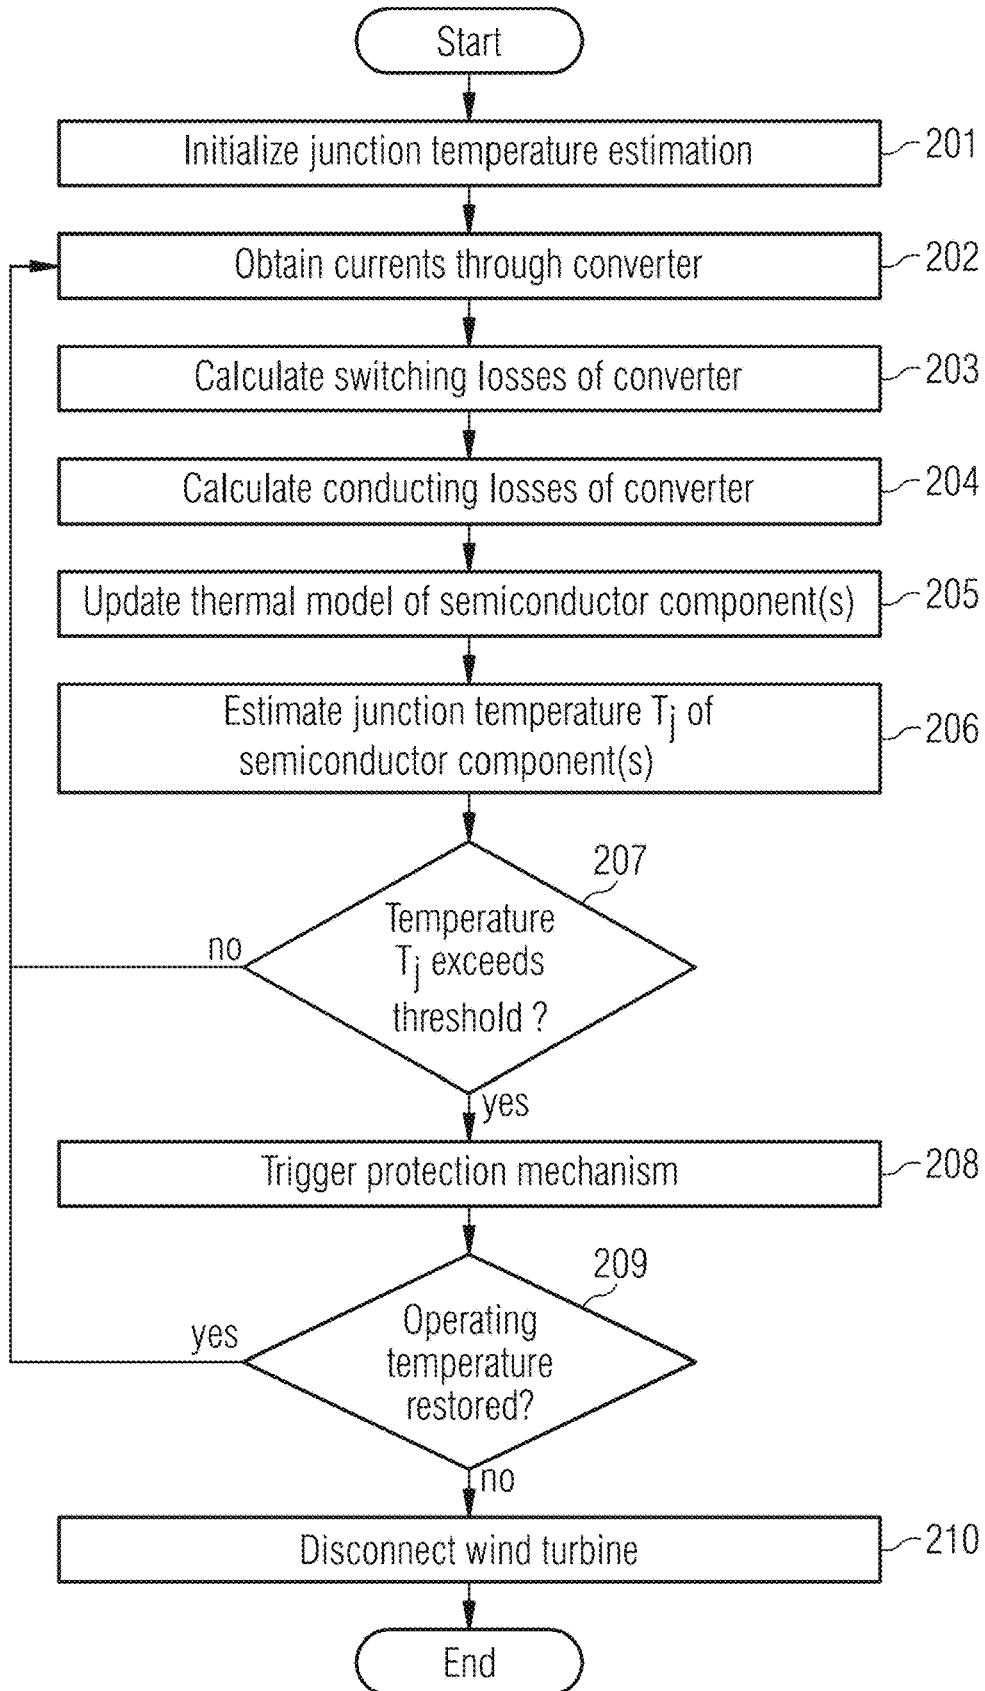 Start
Initialize junction temperature estimation
201
Obtain currents through converter
202
Calculate switching losses of converter
203
Calculate conducting losses of converter
204
Update thermal model of semiconductor component(s)
205
Estimate junction temperature Tj of
semiconductor component(s)
206
207
Temperature
Tj exceeds
threshold ?
no
yes
Trigger protection mechanism
208
209
Operating
temperature
restored?
yes
no
Disconnect wind turbine
210
End